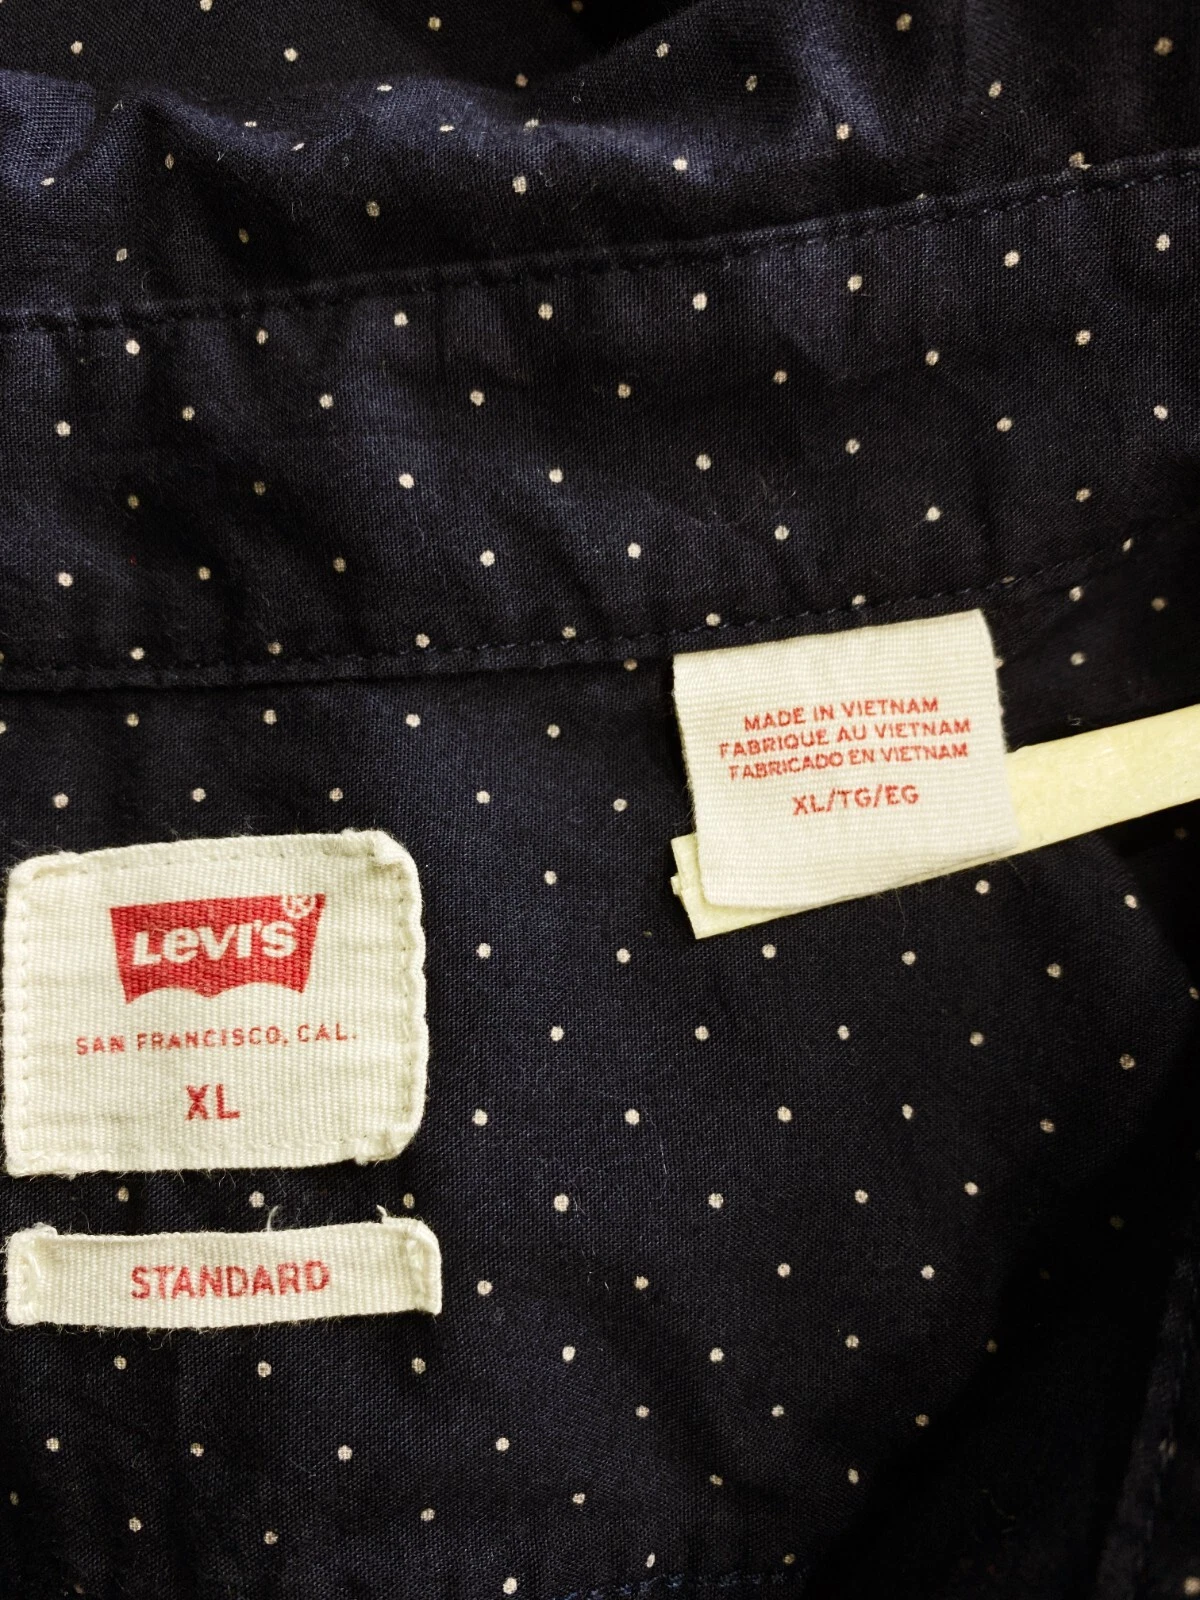 MADE IN VIETNAM
FABRIQUE AU VIETNAM
FABRICADO EN VIETNAM
XL/TG/EG
LEVI'S®
SAN FRANCISCO, CAL.
XL
STANDARD